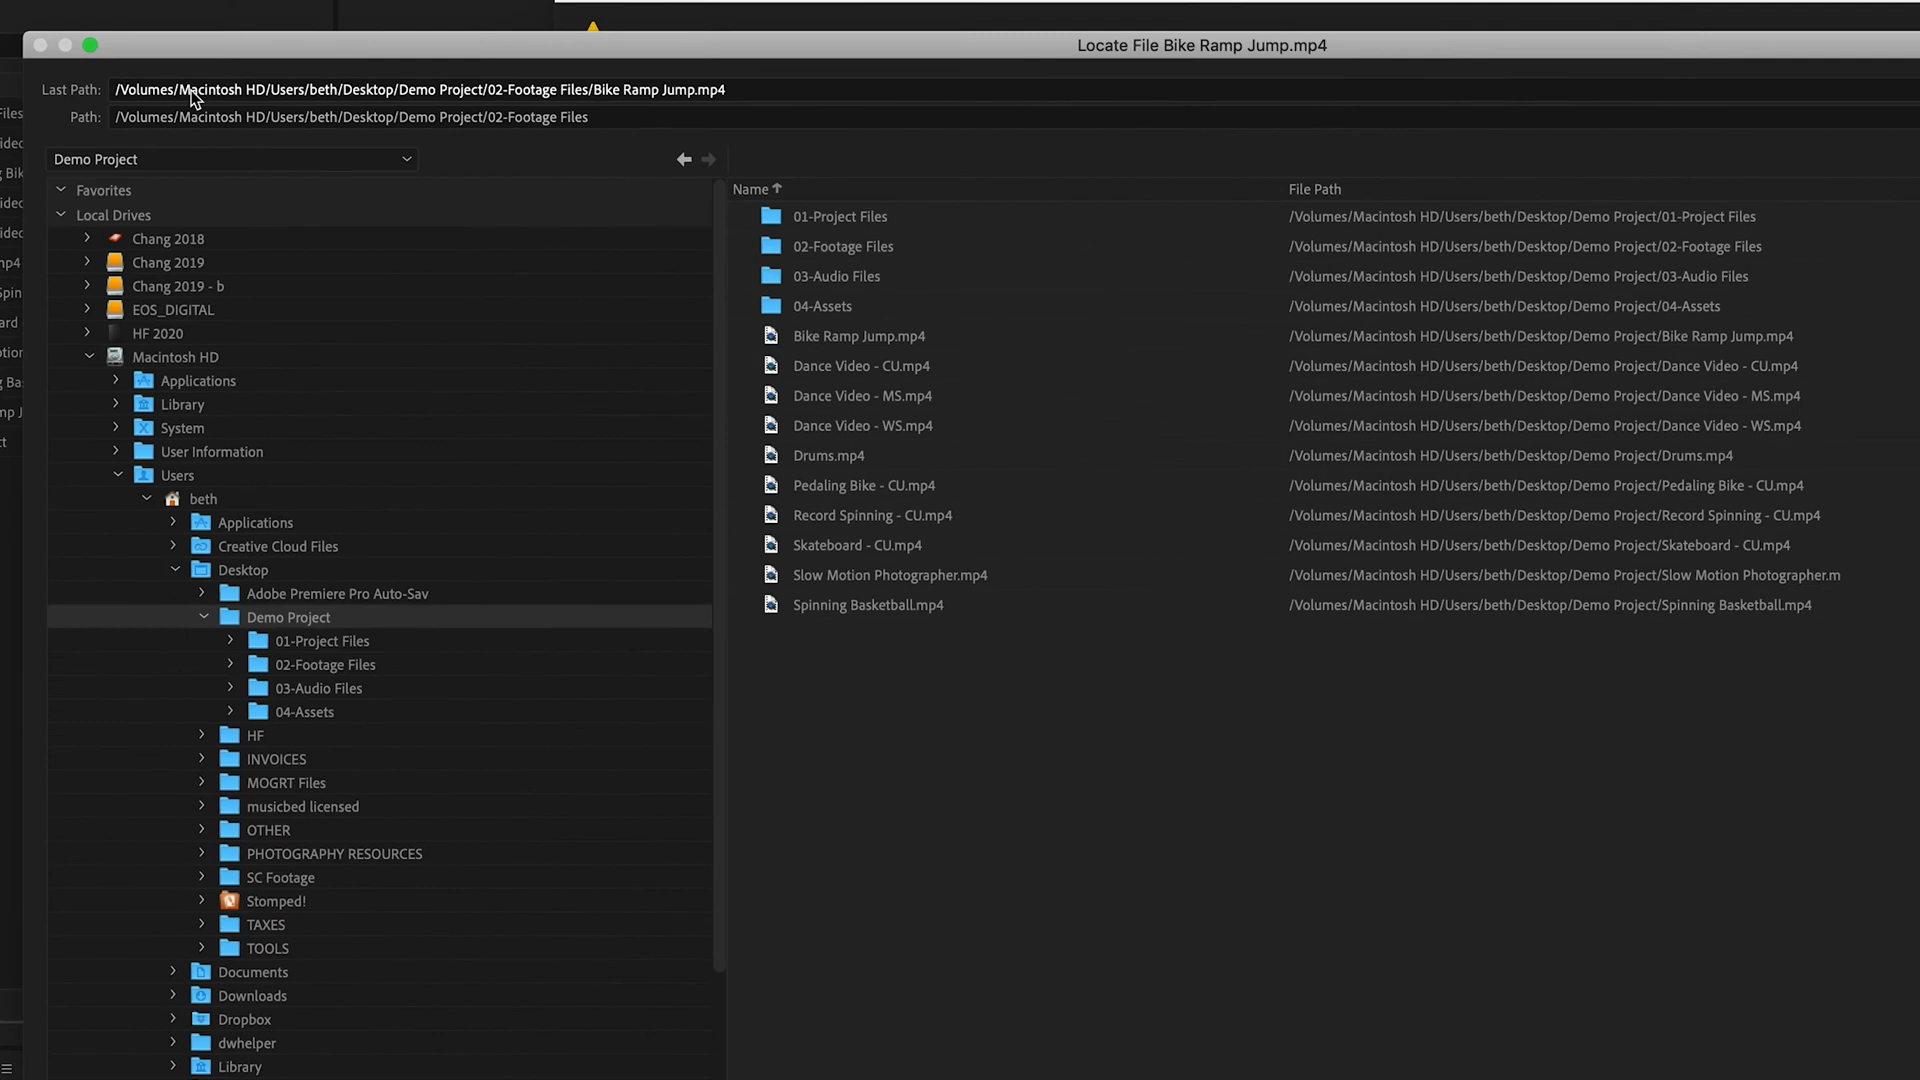 Locate File Bike Ramp Jump.mp4
Last Path: /Volumes/Macintosh HD/Users/beth/Desktop/Demo Project/02-Footage Files/Bike Ramp Jump.mp4
Path: /Volumes/Macintosh HD/Users/beth/Desktop/Demo Project/02-Footage Files
Demo Project
Favorites
Local Drives
Chang 2018
Chang 2019
Chang 2019 - b
EOS_DIGITAL
HF 2020
Macintosh HD
Applications
Library
System
User Information
Users
beth
Applications
Creative Cloud Files
Desktop
Adobe Premiere Pro Auto-Sav
Demo Project
01-Project Files
02-Footage Files
03-Audio Files
04-Assets
HF
INVOICES
MOGRT Files
musicbed licensed
OTHER
PHOTOGRAPHY RESOURCES
SC Footage
Stomped!
TAXES
TOOLS
Documents
Downloads
Dropbox
dwhelper
Library
Name File Path
01-Project Files /Volumes/Macintosh HD/Users/beth/Desktop/Demo Project/01-Project Files
02-Footage Files /Volumes/Macintosh HD/Users/beth/Desktop/Demo Project/02-Footage Files
03-Audio Files /Volumes/Macintosh HD/Users/beth/Desktop/Demo Project/03-Audio Files
04-Assets /Volumes/Macintosh HD/Users/beth/Desktop/Demo Project/04-Assets
Bike Ramp Jump.mp4 /Volumes/Macintosh HD/Users/beth/Desktop/Demo Project/Bike Ramp Jump.mp4
Dance Video - CU.mp4 /Volumes/Macintosh HD/Users/beth/Desktop/Demo Project/Dance Video - CU.mp4
Dance Video - MS.mp4 /Volumes/Macintosh HD/Users/beth/Desktop/Demo Project/Dance Video - MS.mp4
Dance Video - WS.mp4 /Volumes/Macintosh HD/Users/beth/Desktop/Demo Project/Dance Video - WS.mp4
Drums.mp4 /Volumes/Macintosh HD/Users/beth/Desktop/Demo Project/Drums.mp4
Pedaling Bike - CU.mp4 /Volumes/Macintosh HD/Users/beth/Desktop/Demo Project/Pedaling Bike - CU.mp4
Record Spinning - CU.mp4 /Volumes/Macintosh HD/Users/beth/Desktop/Demo Project/Record Spinning - CU.mp4
Skateboard - CU.mp4 /Volumes/Macintosh HD/Users/beth/Desktop/Demo Project/Skateboard - CU.mp4
Slow Motion Photographer.mp4 /Volumes/Macintosh HD/Users/beth/Desktop/Demo Project/Slow Motion Photographer.m
Spinning Basketball.mp4 /Volumes/Macintosh HD/Users/beth/Desktop/Demo Project/Spinning Basketball.mp4